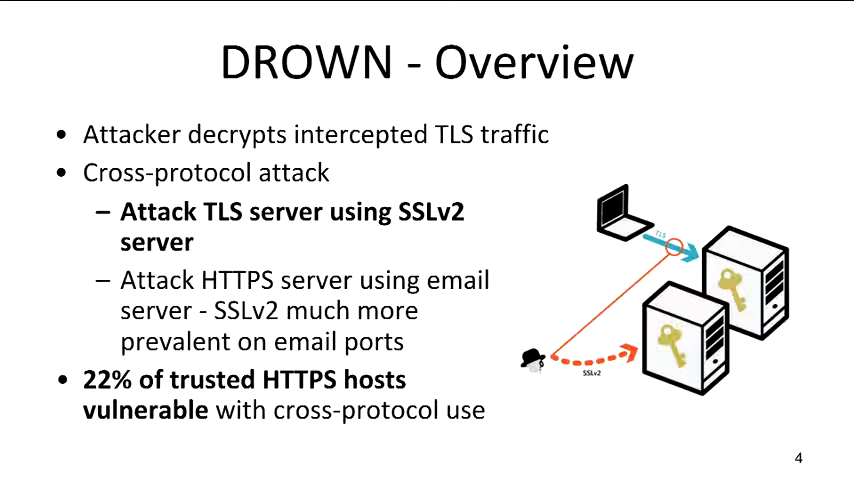 DROWN - Overview
• Attacker decrypts intercepted TLS traffic
• Cross-protocol attack
– Attack TLS server using SSLv2
server
– Attack HTTPS server using email
server - SSLv2 much more
prevalent on email ports
• 22% of trusted HTTPS hosts
vulnerable with cross-protocol use
TLS
SSLv2
4